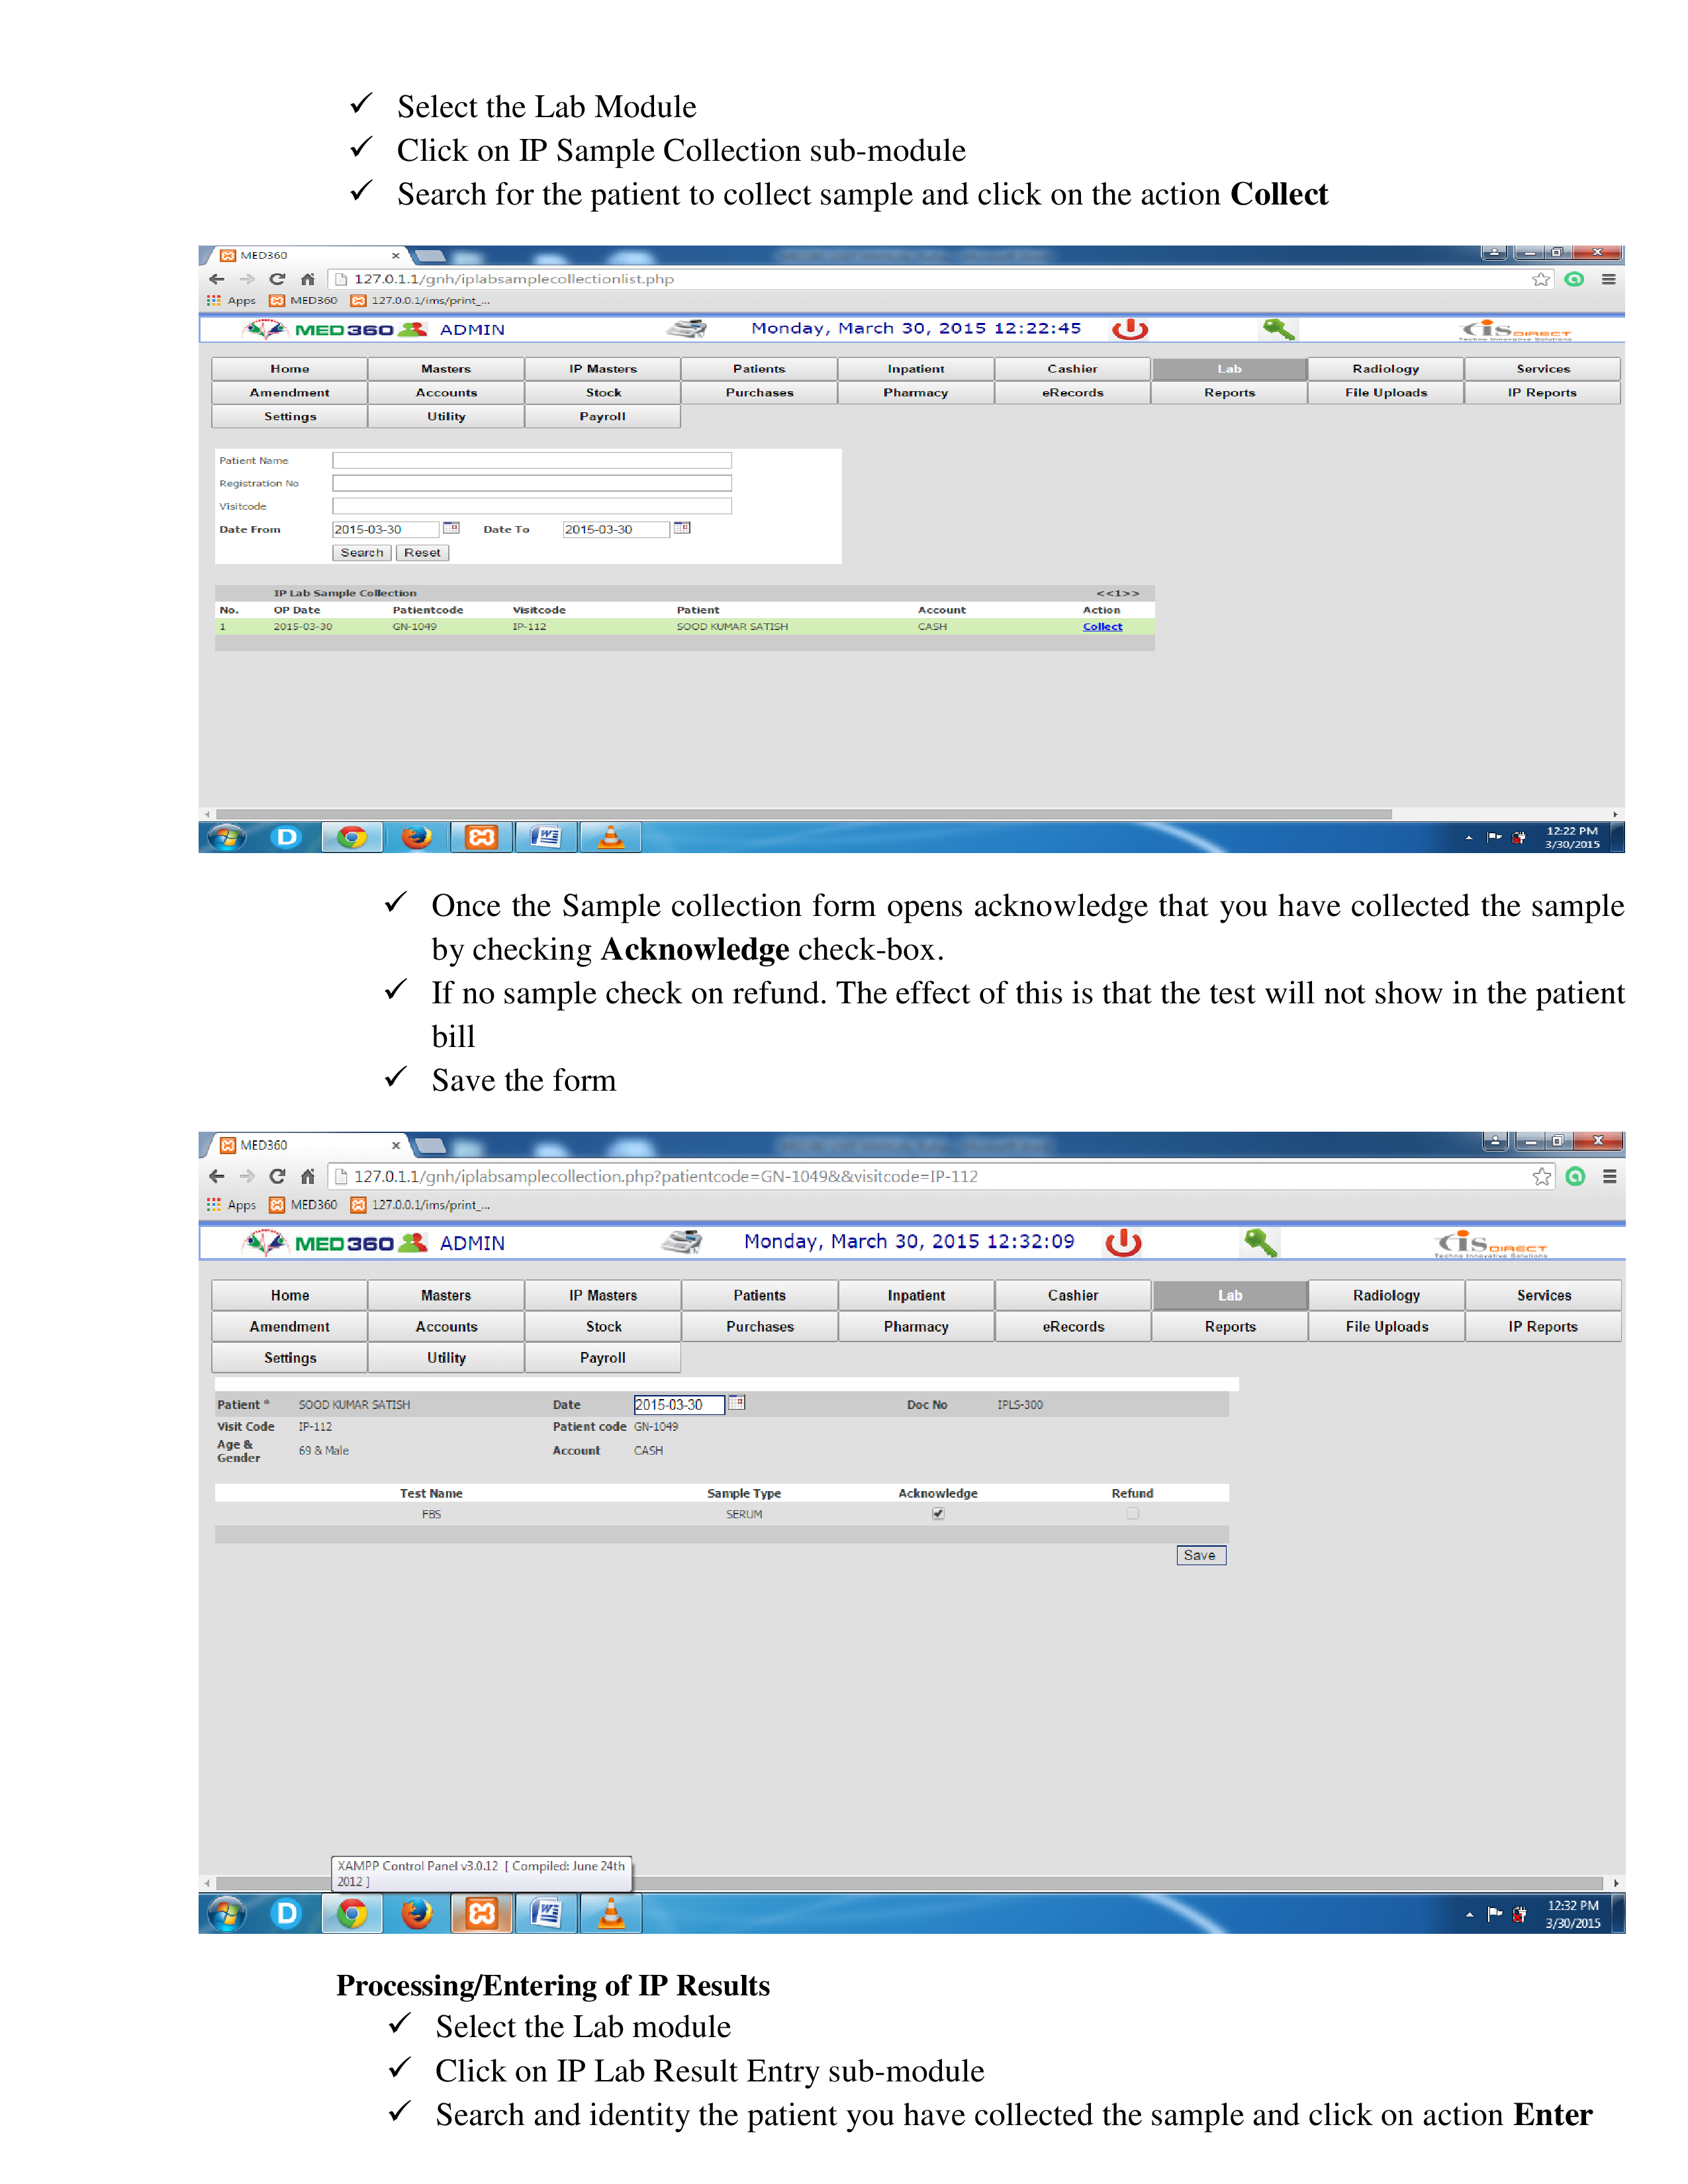 ✓ Select the Lab Module
✓ Click on IP Sample Collection sub-module
✓ Search for the patient to collect sample and click on the action Collect
MED360
127.0.1.1/gnh/iplabsamplecollectionlist.php
Apps MED360 127.0.0.1/ims/print_...
MED360 ADMIN Monday, March 30, 2015 12:22:45 CIS DIRECT
Techno Innovative Solutions
Home Masters IP Masters Patients Inpatient Cashier Lab Radiology Services
Amendment Accounts Stock Purchases Pharmacy eRecords Reports File Uploads IP Reports
Settings Utility Payroll
Patient Name
Registration No
Visitcode
Date From 2015-03-30 Date To 2015-03-30
Search Reset
IP Lab Sample Collection <<1>>
No. OP Date Patientcode Visitcode Patient Account Action
1 2015-03-30 GN-1049 IP-112 SOOD KUMAR SATISH CASH Collect
12:22 PM
3/30/2015
✓ Once the Sample collection form opens acknowledge that you have collected the sample
by checking Acknowledge check-box.
✓ If no sample check on refund. The effect of this is that the test will not show in the patient
bill
✓ Save the form
MED360
127.0.1.1/gnh/iplabsamplecollection.php?patientcode=GN-1049&&visitcode=IP-112
Apps MED360 127.0.0.1/ims/print_...
MED360 ADMIN Monday, March 30, 2015 12:32:09 CIS DIRECT
Techno Innovative Solutions
Home Masters IP Masters Patients Inpatient Cashier Lab Radiology Services
Amendment Accounts Stock Purchases Pharmacy eRecords Reports File Uploads IP Reports
Settings Utility Payroll
Patient * SOOD KUMAR SATISH Date 2015-03-30 Doc No IPLS-300
Visit Code IP-112 Patient code GN-1049
Age &
Gender 69 & Male Account CASH
Test Name Sample Type Acknowledge Refund
FBS SERUM
Save
XAMPP Control Panel v3.0.12 [ Compiled: June 24th
2012 ]
12:32 PM
3/30/2015
Processing/Entering of IP Results
✓ Select the Lab module
✓ Click on IP Lab Result Entry sub-module
✓ Search and identity the patient you have collected the sample and click on action Enter